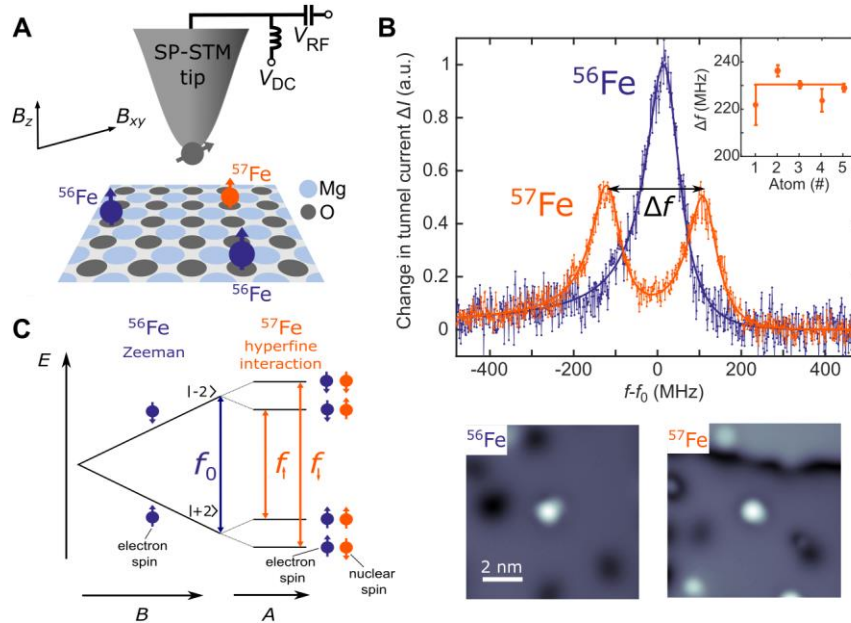 A
SP-STM
tip
V_RF
V_DC
B_z
B_xy
⁵⁶Fe
⁵⁷Fe
⁵⁶Fe
Mg
O
B
Change in tunnel current ΔI (a.u.)
1
0.8
0.6
0.4
0.2
0
⁵⁶Fe
⁵⁷Fe
Δf
-400 -200 0 200 400
f-f₀ (MHz)
Δf (MHz)
240
220
200
1 2 3 4 5
Atom (#)
C
⁵⁶Fe
Zeeman
⁵⁷Fe
hyperfine
interaction
E
|-2>
f₀
f↑
f↓
|+2>
electron
spin
electron
spin
nuclear
spin
B
A
⁵⁶Fe
2 nm
⁵⁷Fe